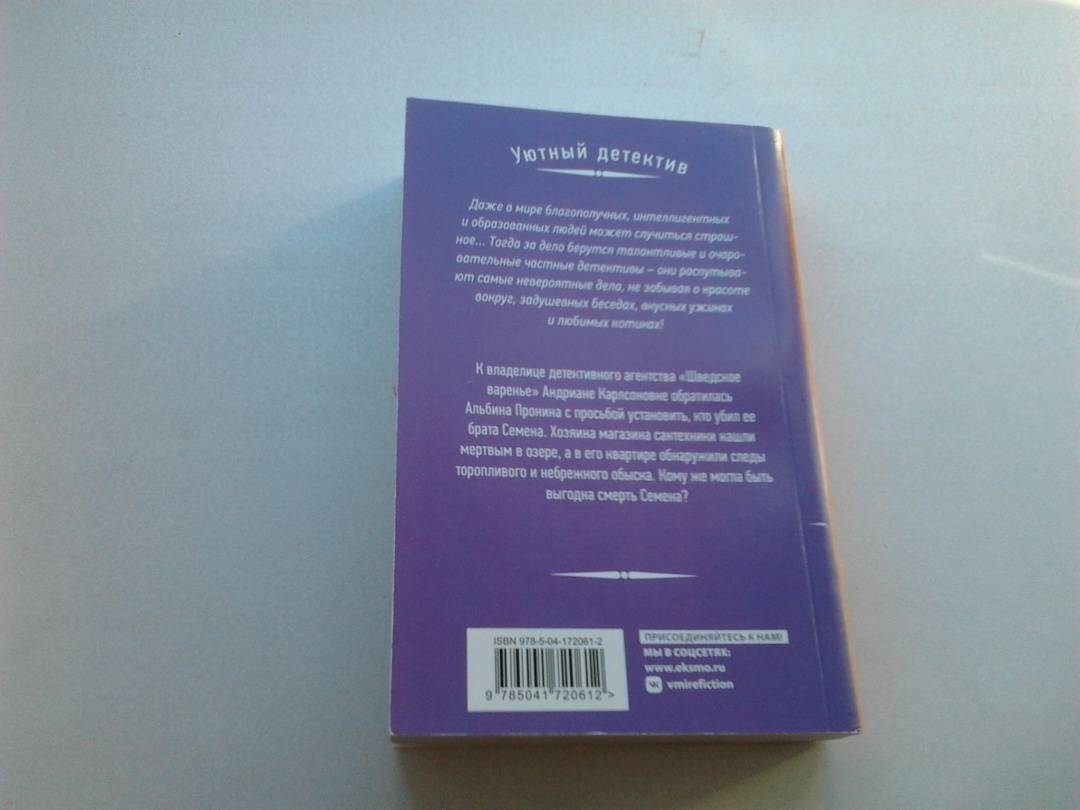 Уютный детектив
Даже в мире благополучных, интеллигентных
и образованных людей может случиться страш-
ное... Тогда за дело берутся талантливые и очаро-
вательные частные детективы – они распутыва-
ют самые невероятные дела, не забывая о красоте
вокруг, задушевных беседах, вкусных ужинах
и любимых котиках!
К владелице детективного агентства «Шведское
варенье» Андриане Карлсоновне обратилась
Альбина Пронина с просьбой установить, кто убил ее
брата Семена. Хозяина магазина сантехники нашли
мертвым в озере, а в его квартире обнаружили следы
торопливого и небрежного обыска. Кому же могла быть
выгодна смерть Семена?
ISBN 978-5-04-172061-2
9 785041 720612 >
ПРИСОЕДИНЯЙТЕСЬ К НАМ!
МЫ В СОЦСЕТЯХ:
www.eksmo.ru
vmirefiction